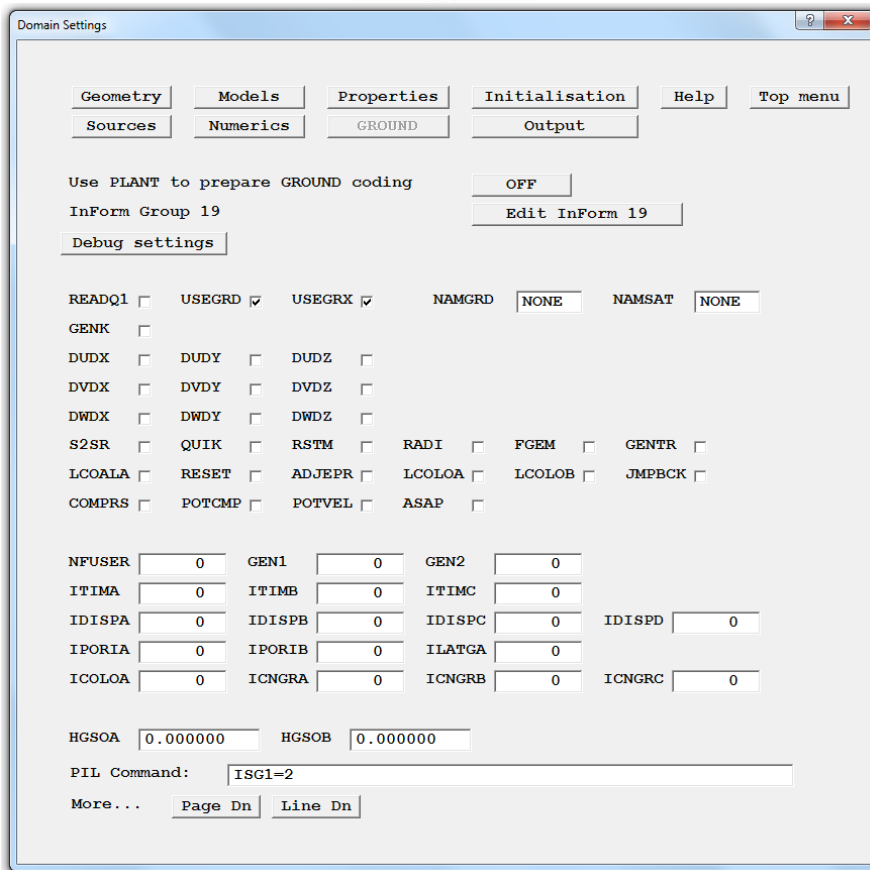 Domain Settings
Geometry Models Properties Initialisation Help Top menu
Sources Numerics GROUND Output
Use PLANT to prepare GROUND coding OFF
InForm Group 19 Edit InForm 19
Debug settings
READQ1 USEGRD USEGRX NAMGRD NONE NAMSAT NONE
GENK
DUDX DUDY DUDZ
DVDX DVDY DVDZ
DWDX DWDY DWDZ
S2SR QUIK RSTM RADI FGEM GENTR
LCOALA RESET ADJEPR LCOLOA LCOLOB JMPBCK
COMPRS POTCMP POTVEL ASAP
NFUSER 0 GEN1 0 GEN2 0
ITIMA 0 ITIMB 0 ITIMC 0
IDISPA 0 IDISPB 0 IDISPC 0 IDISPD 0
IPORIA 0 IPORIB 0 ILATGA 0
ICOLOA 0 ICNGRA 0 ICNGRB 0 ICNGRC 0
HGSOA 0.000000 HGSOB 0.000000
PIL Command: ISG1=2
More... Page Dn Line Dn